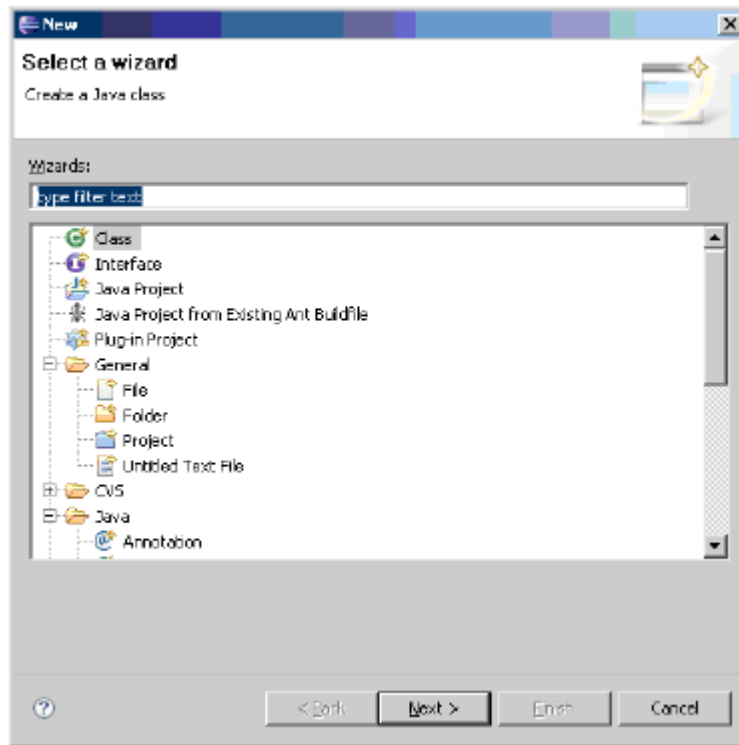 New
Select a wizard
Create a Java class
Wizards:
type filter text
Class
Interface
Java Project
Java Project from Existing Ant Buildfile
Plug-in Project
General
File
Folder
Project
Untitled Text File
CVS
Java
Annotation
< Back
Next >
Finish
Cancel